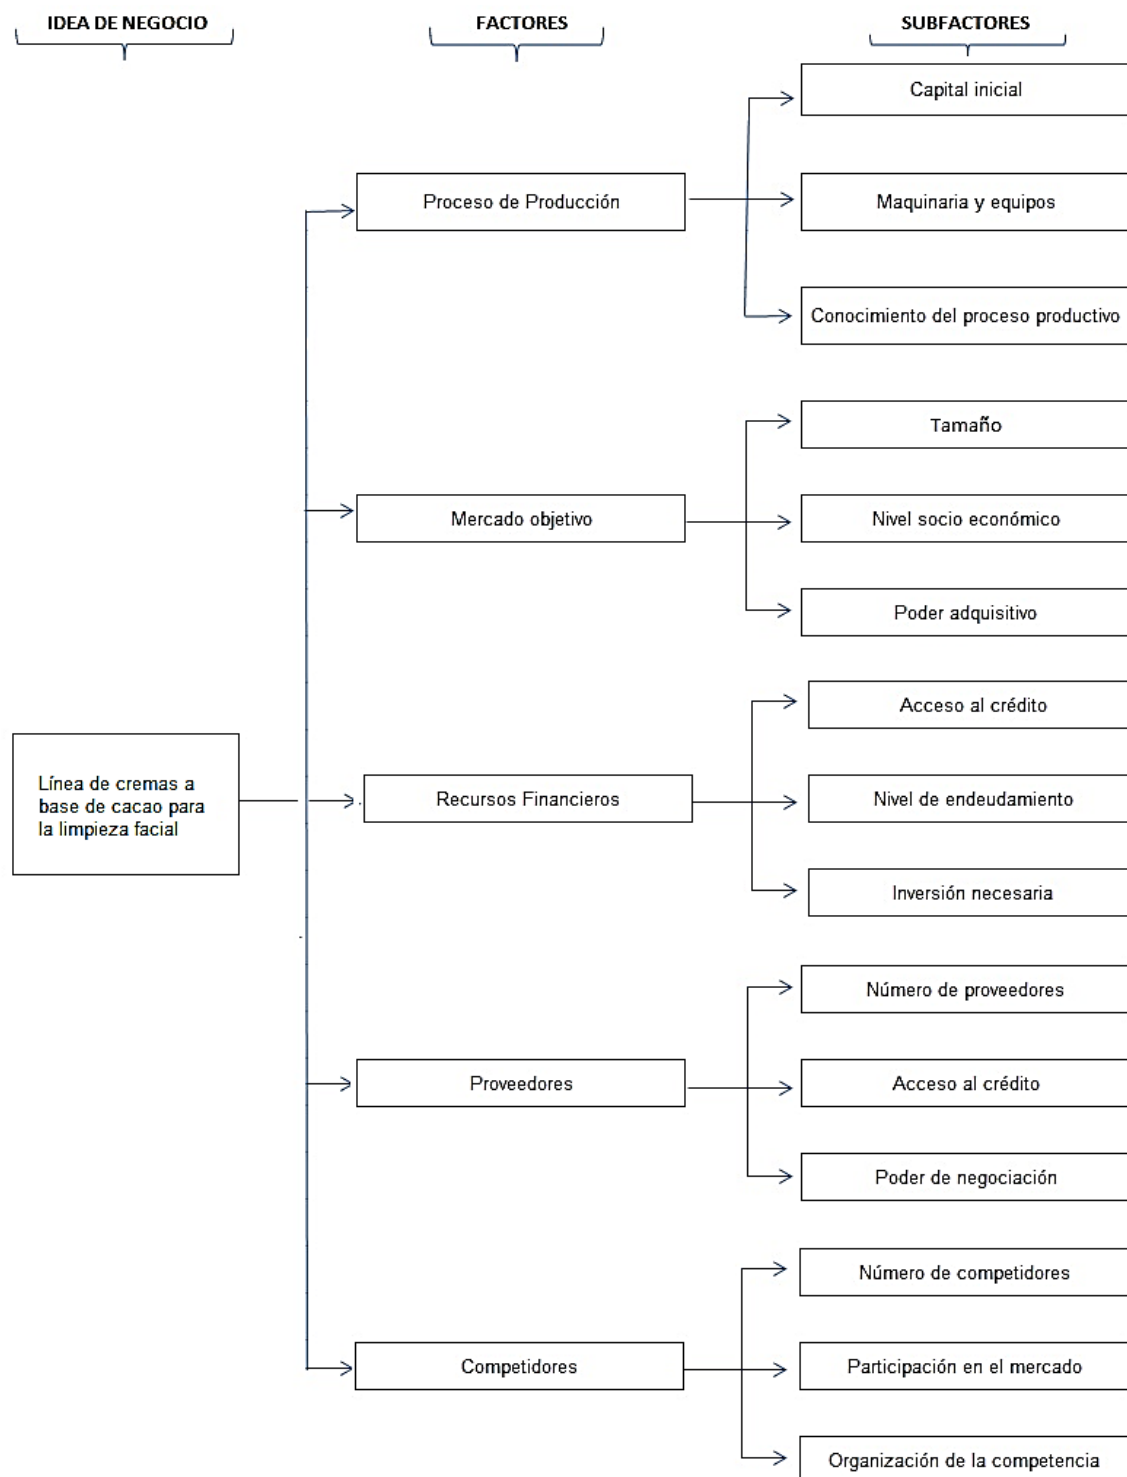 IDEA DE NEGOCIO
FACTORES
SUBFACTORES
Línea de cremas a
base de cacao para
la limpieza facial
Proceso de Producción
Capital inicial
Maquinaria y equipos
Conocimiento del proceso productivo
Mercado objetivo
Tamaño
Nivel socio económico
Poder adquisitivo
Recursos Financieros
Acceso al crédito
Nivel de endeudamiento
Inversión necesaria
Proveedores
Número de proveedores
Acceso al crédito
Poder de negociación
Competidores
Número de competidores
Participación en el mercado
Organización de la competencia